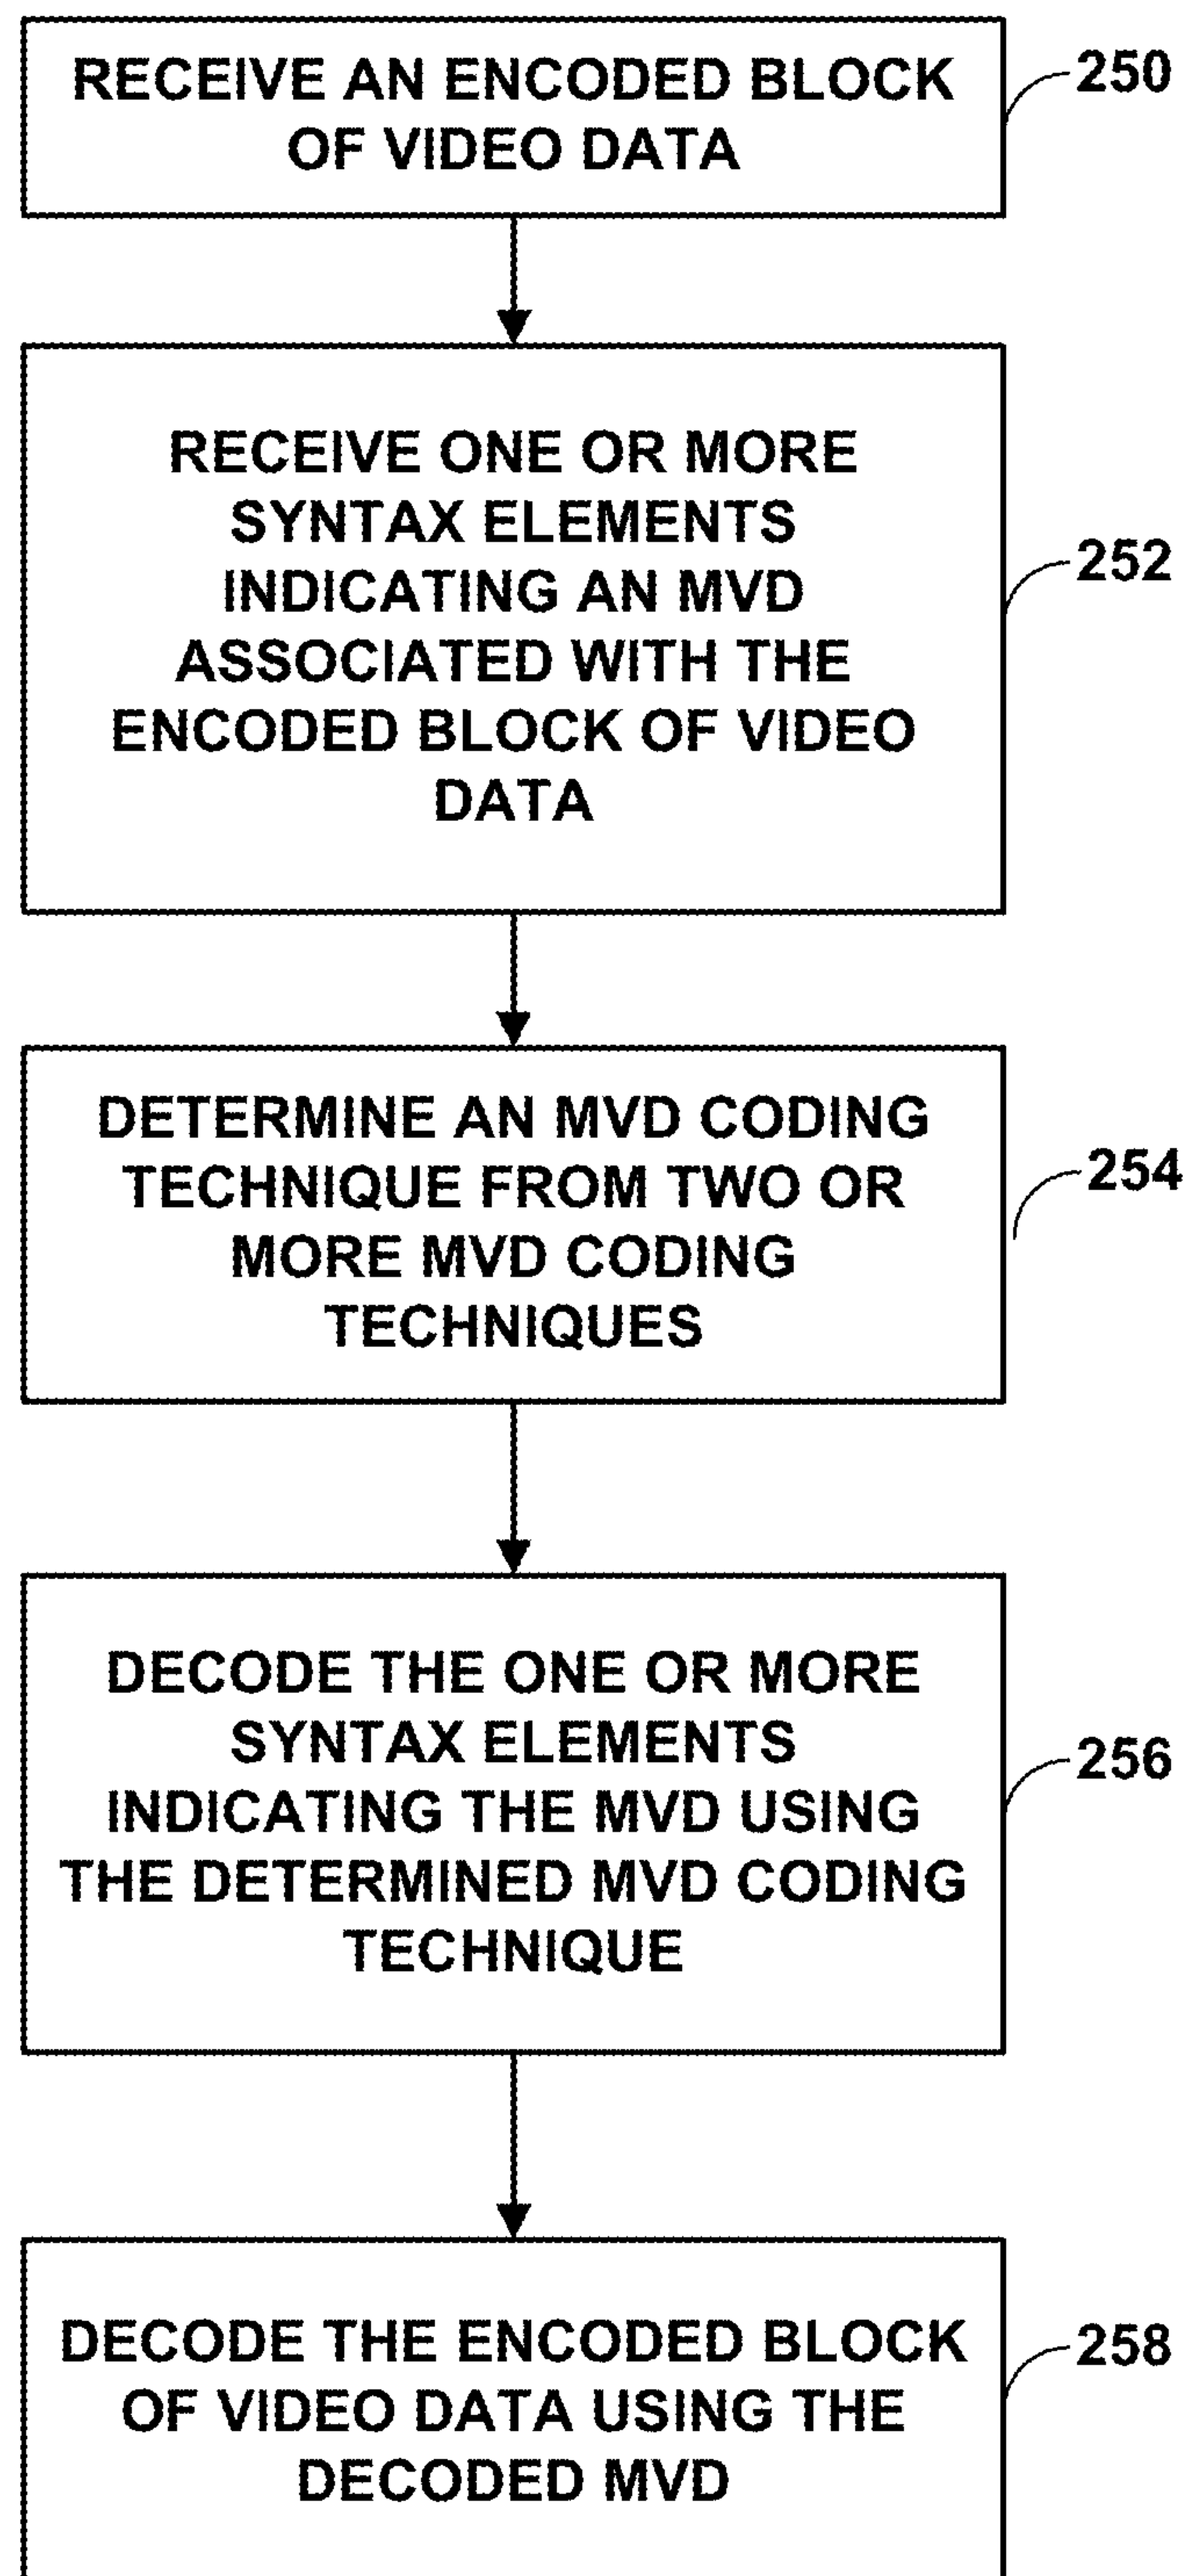 RECEIVE AN ENCODED BLOCK
OF VIDEO DATA
250
RECEIVE ONE OR MORE
SYNTAX ELEMENTS
INDICATING AN MVD
ASSOCIATED WITH THE
ENCODED BLOCK OF VIDEO
DATA
252
DETERMINE AN MVD CODING
TECHNIQUE FROM TWO OR
MORE MVD CODING
TECHNIQUES
254
DECODE THE ONE OR MORE
SYNTAX ELEMENTS
INDICATING THE MVD USING
THE DETERMINED MVD CODING
TECHNIQUE
256
DECODE THE ENCODED BLOCK
OF VIDEO DATA USING THE
DECODED MVD
258